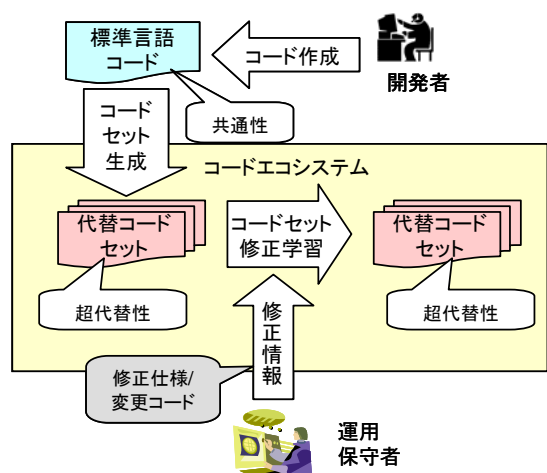 標準言語
コード
コード作成
開発者
コード
セット
生成
共通性
コードエコシステム
代替コード
セット
コードセット
修正学習
代替コード
セット
超代替性
超代替性
修正情報
修正仕様/
変更コード
運用
保守者